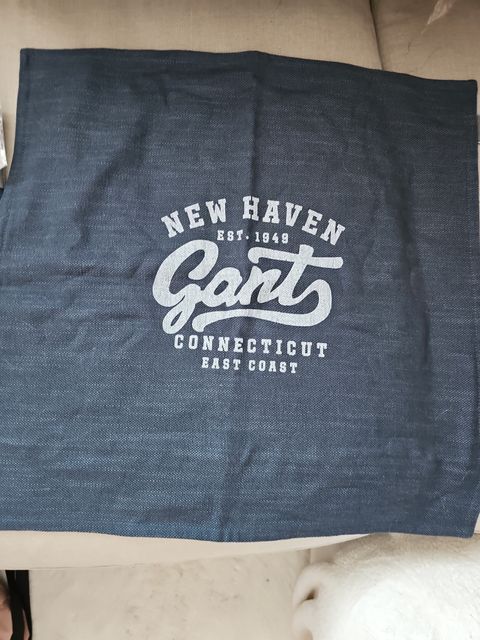 NEW HAVEN
EST. 1949
Gant
CONNECTICUT
EAST COAST